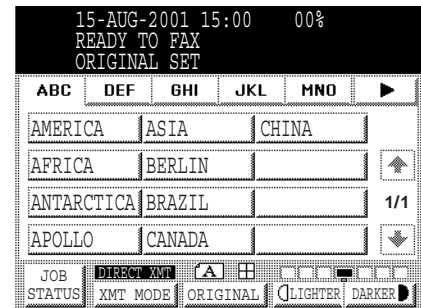 15-AUG-2001 15:00 00%
READY TO FAX
ORIGINAL SET
ABC DEF GHI JKL MNO
AMERICA ASIA CHINA
AFRICA BERLIN
ANTARCTICA BRAZIL 1/1
APOLLO CANADA
JOB STATUS
DIRECT XMT A
XMT MODE ORIGINAL LIGHTER DARKER